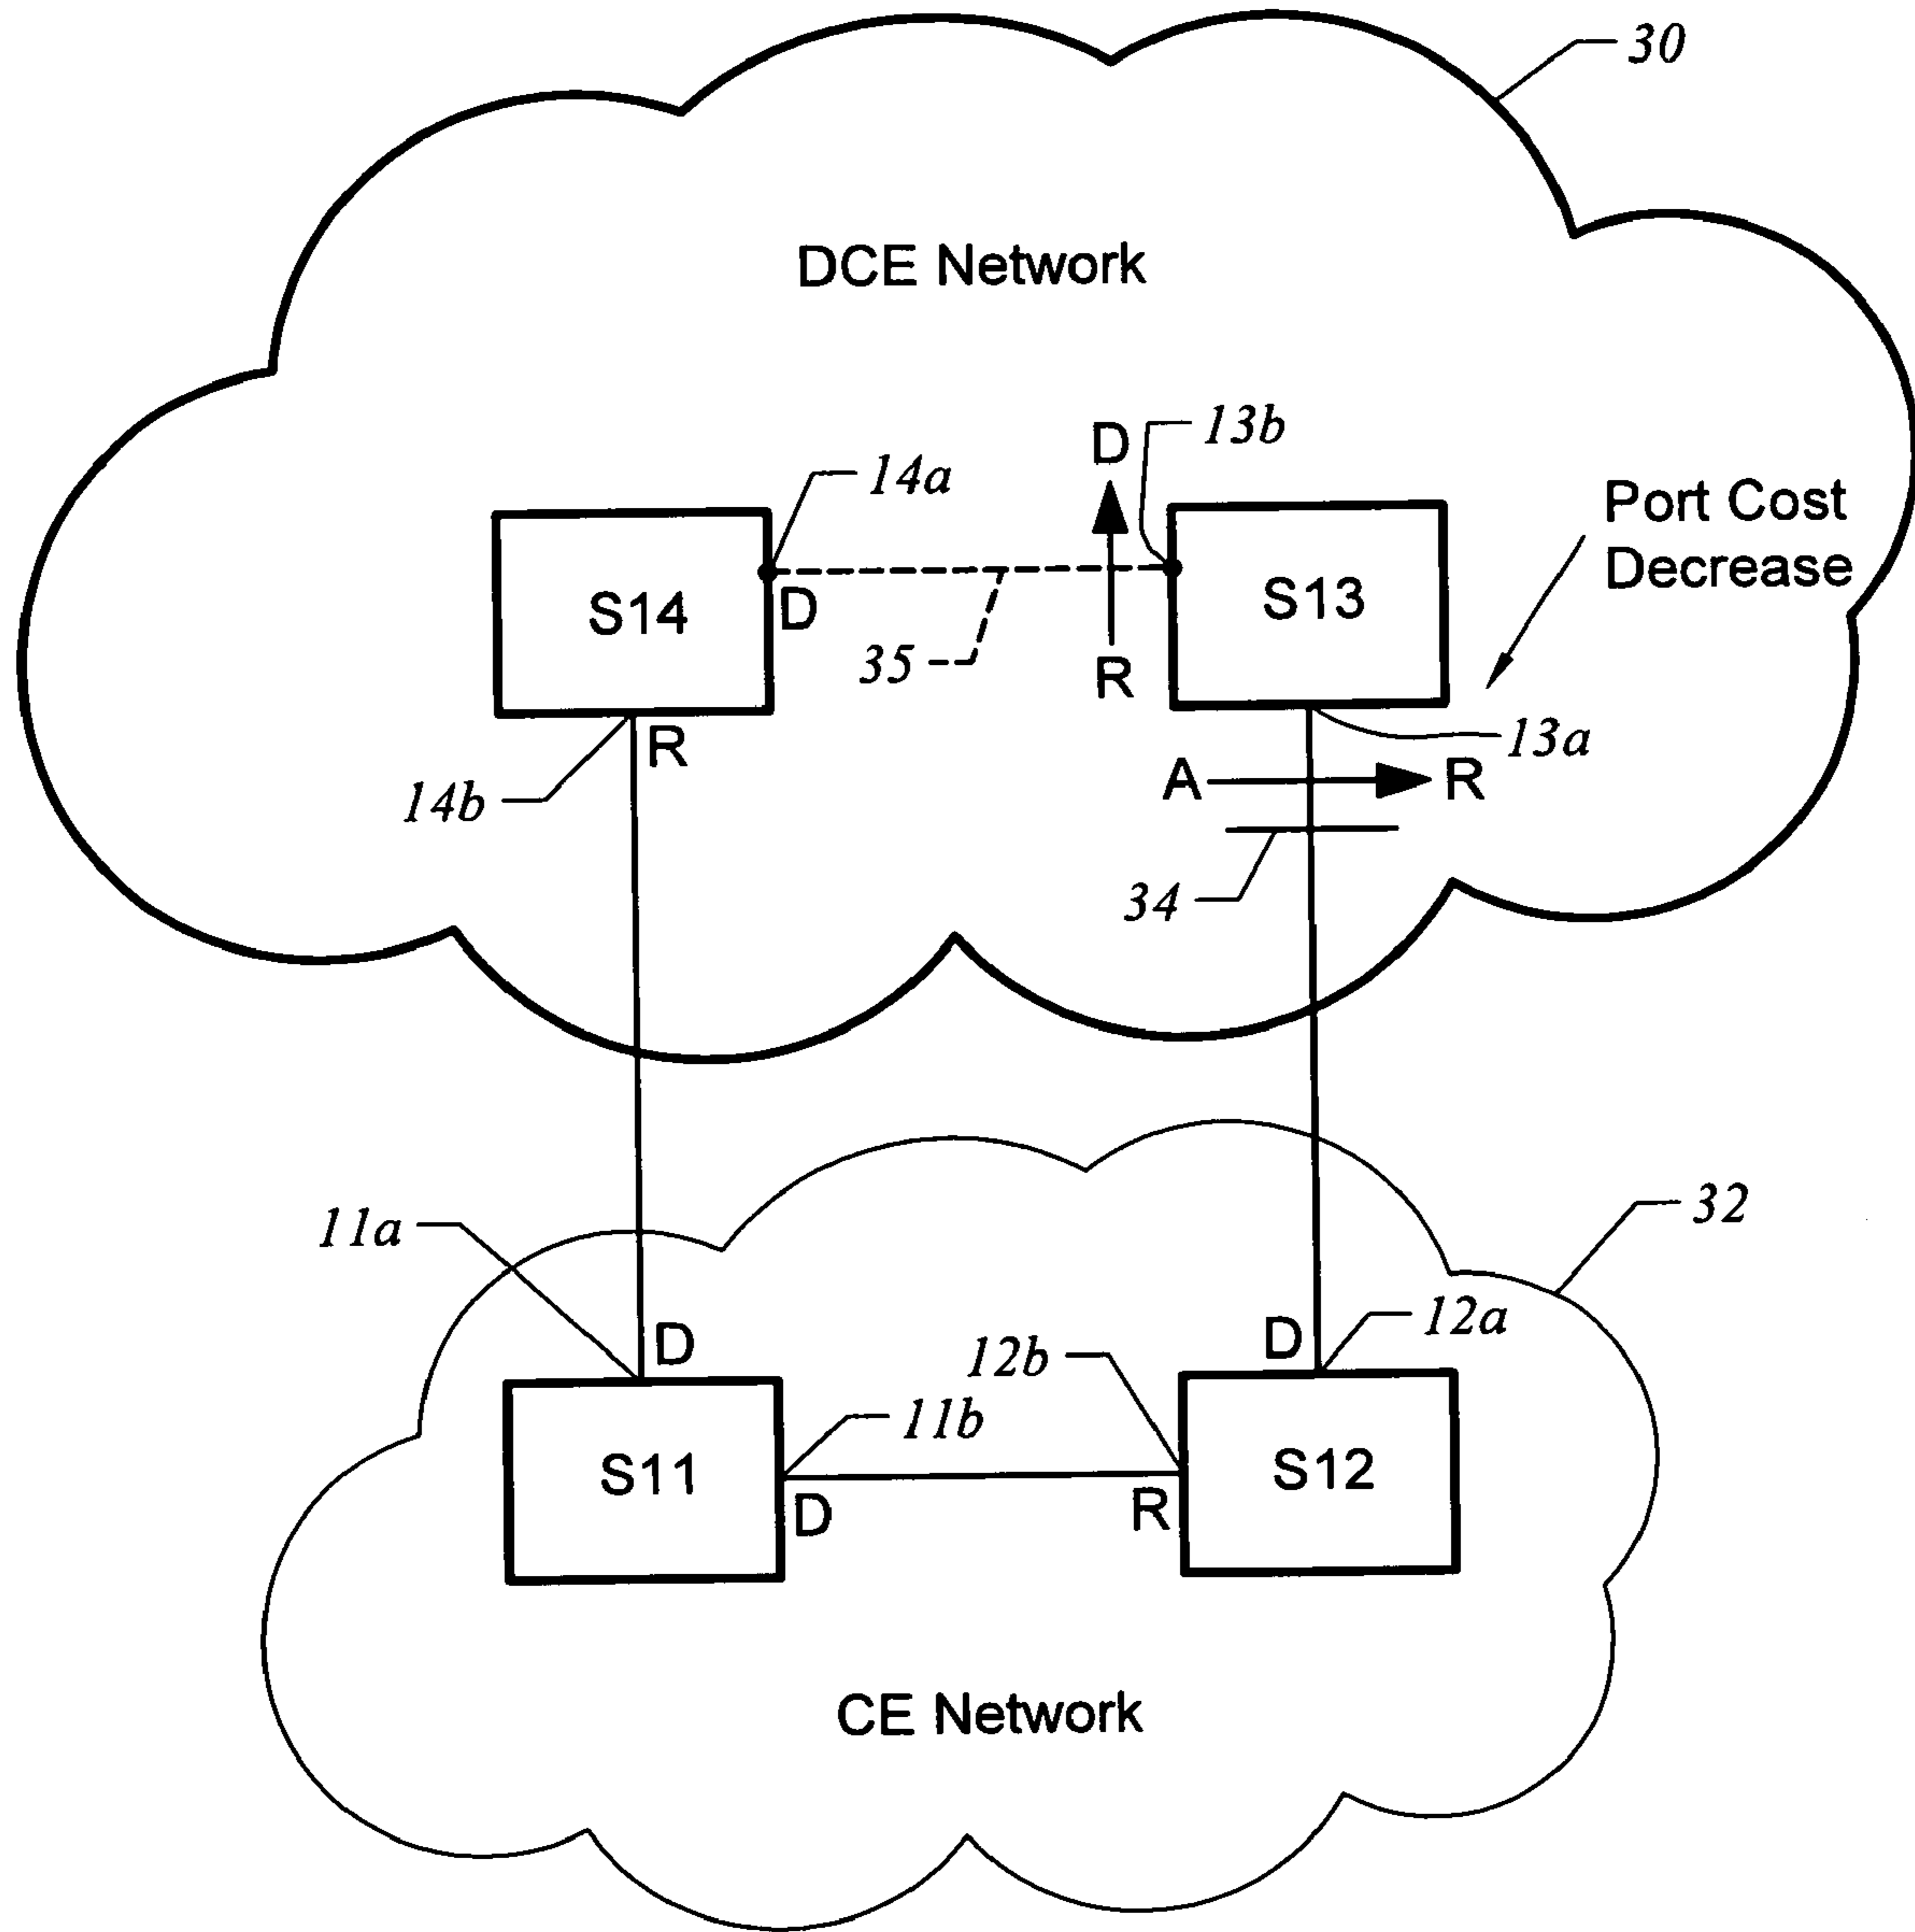 30
DCE Network
13b
D
14a
Port Cost
Decrease
S14
S13
D
35
R
R
13a
14b
A
R
34
32
11a
D
12a
D
12b
11b
S11
S12
D
R
CE Network